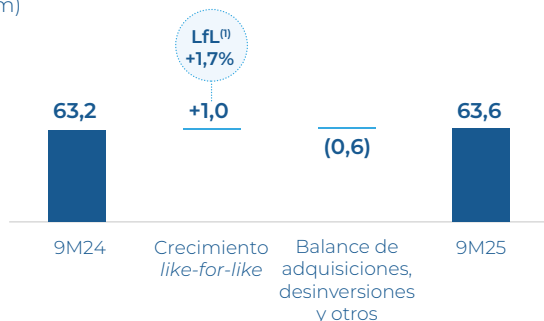 m)
LfL(1)
+1,7%
63,2
+1,0
(0,6)
63,6
9M24
Crecimiento
like-for-like
Balance de
adquisiciones,
desinversiones
y otros
9M25